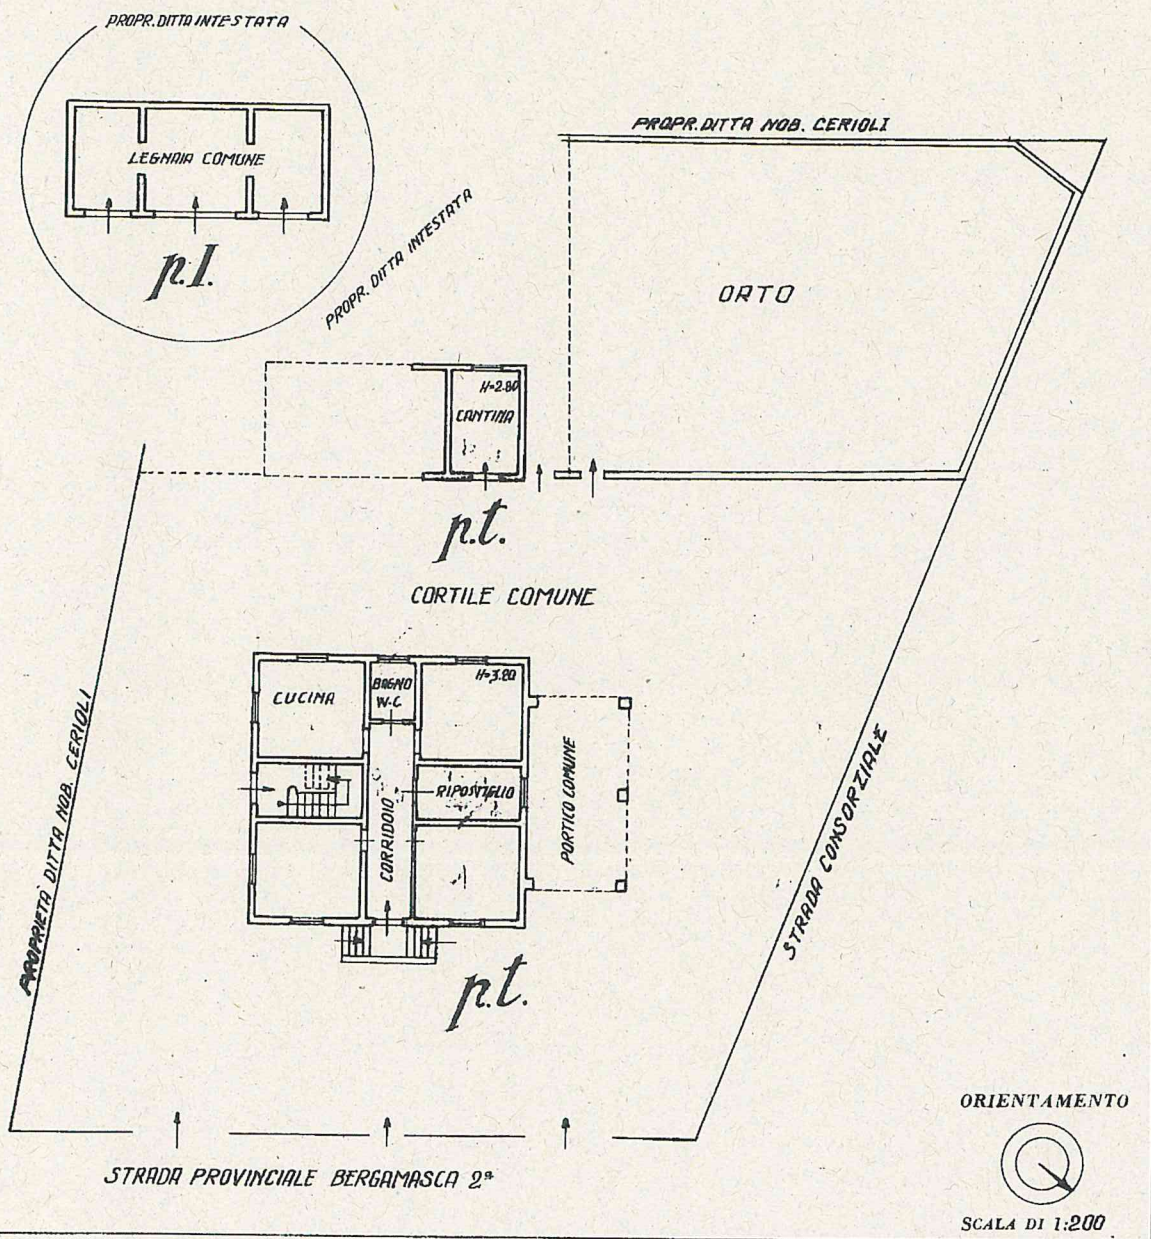 PROPR. DITTA INTESTATA
LEGNAIA COMUNE
p.I.
PROPR. DITTA INTESTATA
PROPR. DITTA NOB. CERIOLI
ORTO
H=2.80
CANTINA
p.t.
CORTILE COMUNE
CUCINA
BAGNO
W.C.
H=3.80
RIPOSTIGLIO
CORRIDOIO
PORTICO COMUNE
PROPRIETÀ DITTA NOB. CERIOLI
STRADA CONSORZIALE
p.t.
STRADA PROVINCIALE BERGAMASCA 2ª
ORIENTAMENTO
SCALA DI 1:200